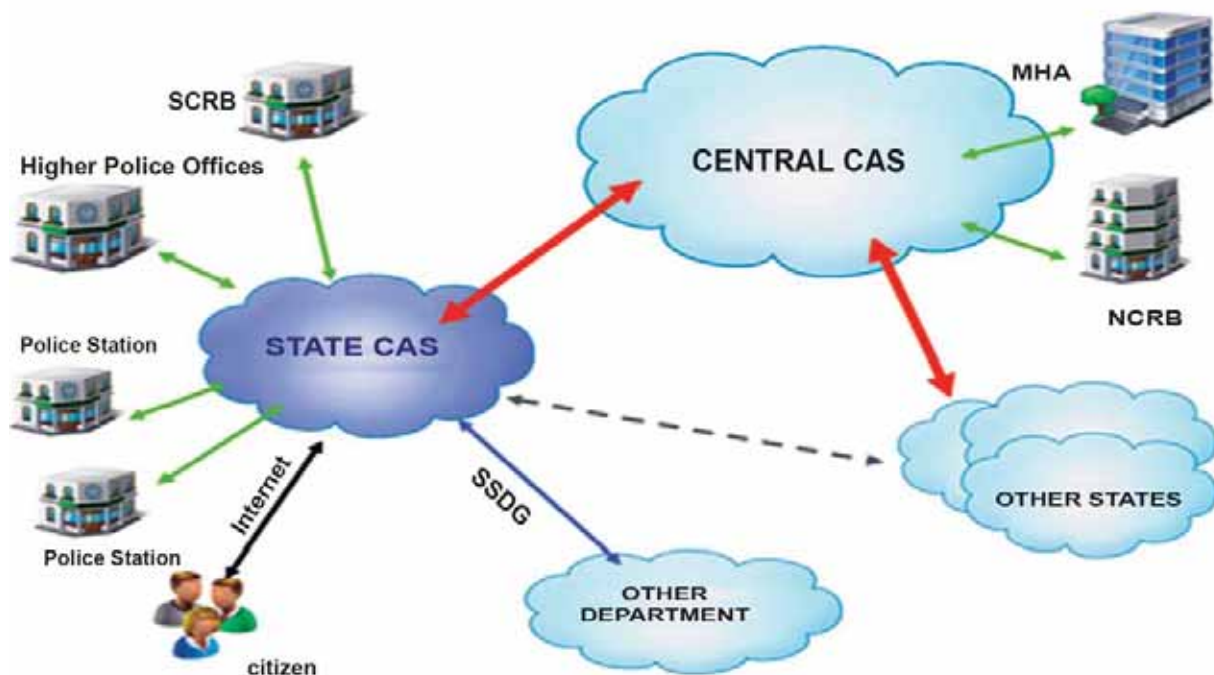 SCRB
MHA
Higher Police Offices
CENTRAL CAS
NCRB
Police Station
STATE CAS
Police Station
Internet
SSDG
OTHER STATES
OTHER
DEPARTMENT
citizen